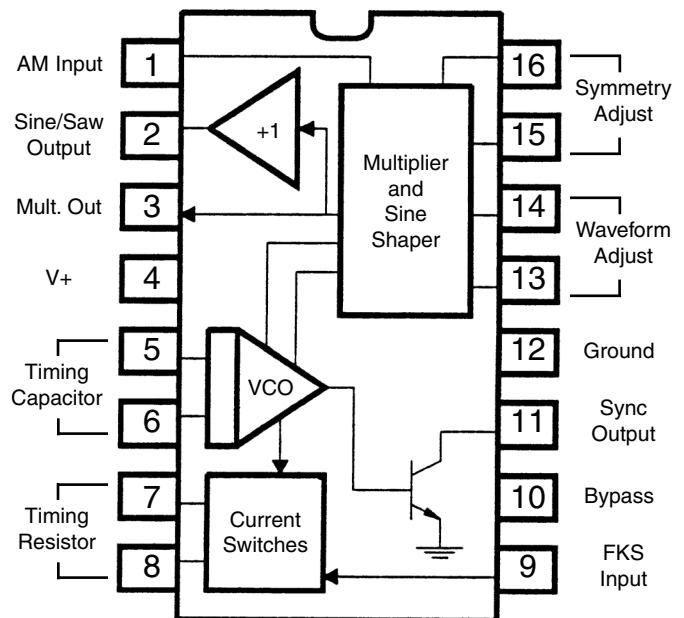 AM Input
1
Sine/Saw
Output
2
Mult. Out
3
V+
4
Timing
Capacitor
5
6
Timing
Resistor
7
8
+1
Multiplier
and
Sine
Shaper
VCO
Current
Switches
16
15
Symmetry
Adjust
14
13
Waveform
Adjust
12
Ground
11
Sync
Output
10
Bypass
9
FKS
Input